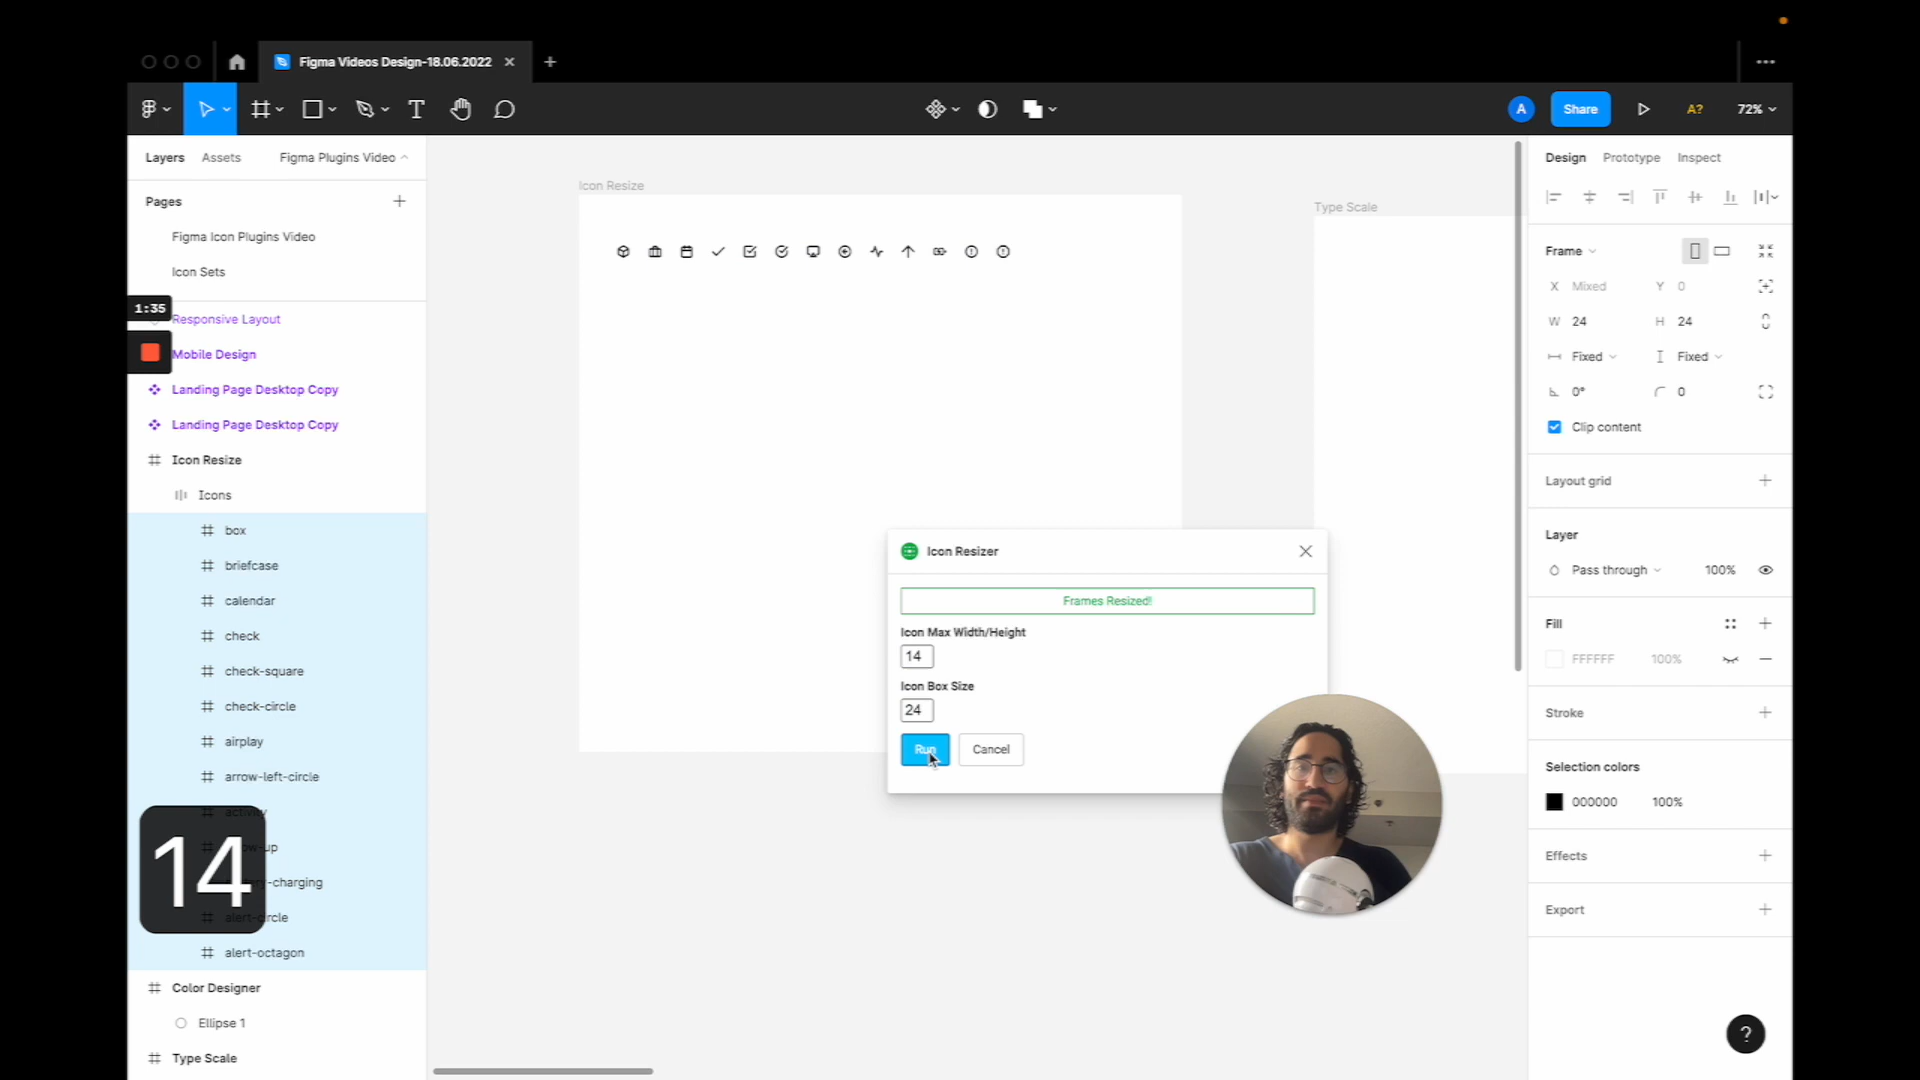 Figma Videos Design-18.06.2022
Share
A
A?
72%
Layers
Assets
Figma Plugins Video
Pages
Figma Icon Plugins Video
Icon Sets
1:35
Responsive Layout
Mobile Design
Landing Page Desktop Copy
Landing Page Desktop Copy
Icon Resize
Icons
box
briefcase
calendar
check
check-square
check-circle
airplay
arrow-left-circle
activity
14
alert-circle
alert-octagon
Color Designer
Ellipse 1
Type Scale
Icon Resize
Type Scale
Icon Resizer
Frames Resized!
Icon Max Width/Height
14
Icon Box Size
24
Run
Cancel
Design
Prototype
Inspect
Frame
X Mixed Y 0
W 24 H 24
Fixed Fixed
0° 0
Clip content
Layout grid
Layer
Pass through 100%
Fill
FFFFFF 100%
Stroke
Selection colors
000000 100%
Effects
Export
?